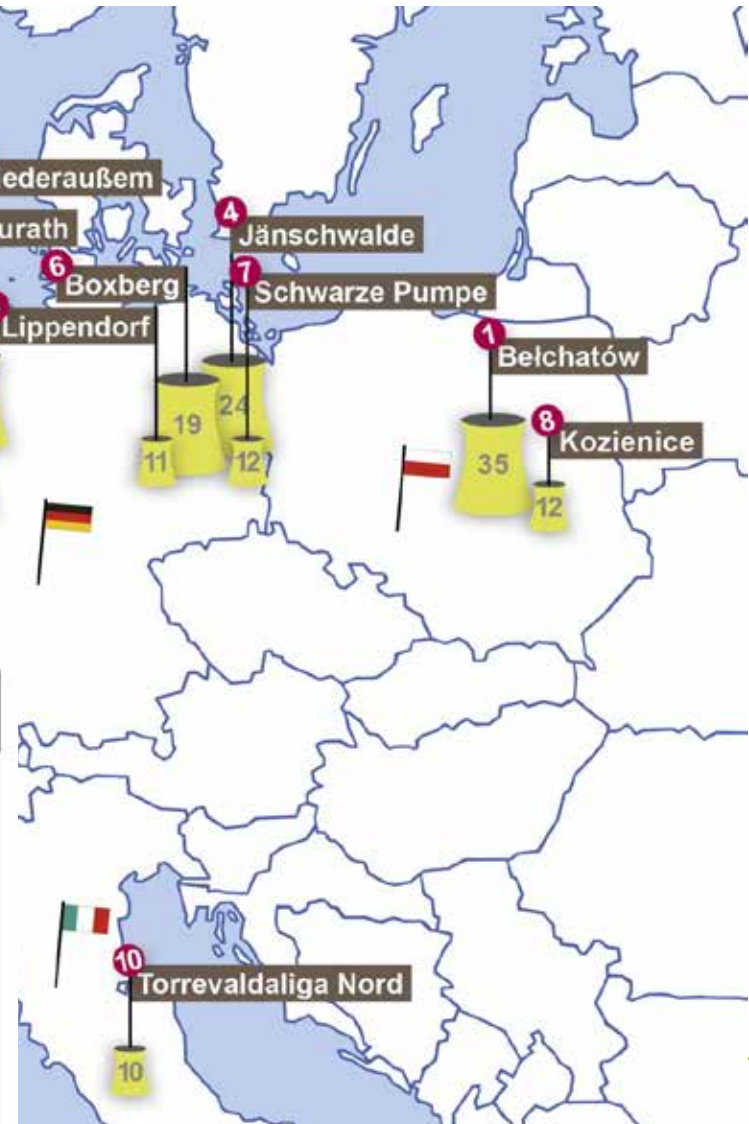 ederaußem
urath
4
Jänschwalde
6
Boxberg
7
Schwarze Pumpe
Lippendorf
1
Bełchatów
8
Kozienice
19
24
11
12
35
12
10
Torrevaldaliga Nord
10